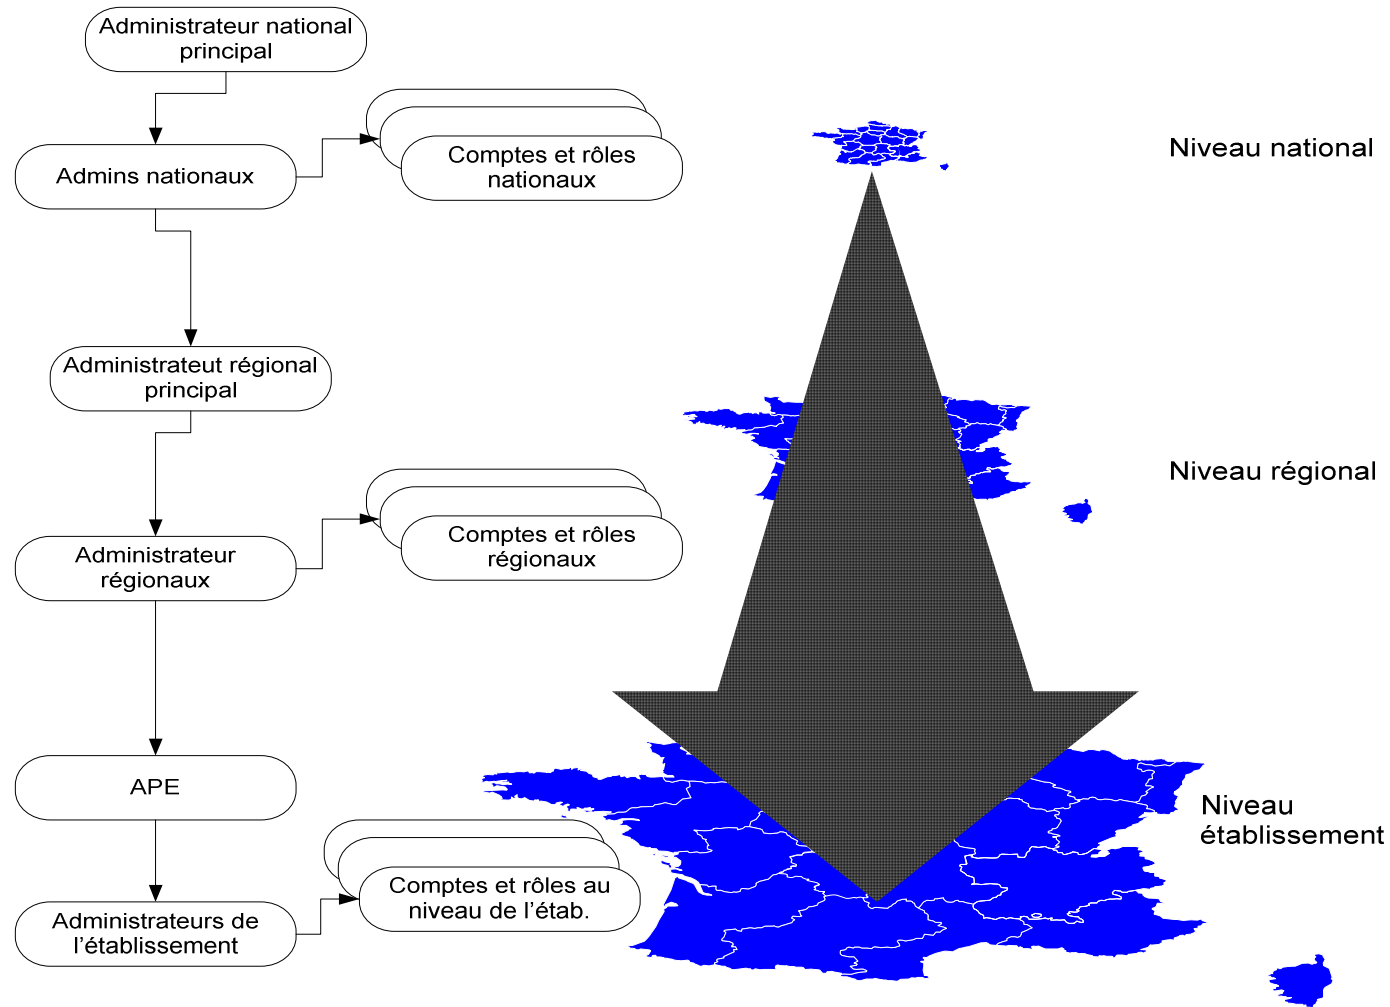 Administrateur national
principal
Admins nationaux
Comptes et rôles
nationaux
Niveau national
Administrateut régional
principal
Administrateur
régionaux
Comptes et rôles
régionaux
Niveau régional
APE
Administrateurs de
l’établissement
Comptes et rôles au
niveau de l’étab.
Niveau
établissement